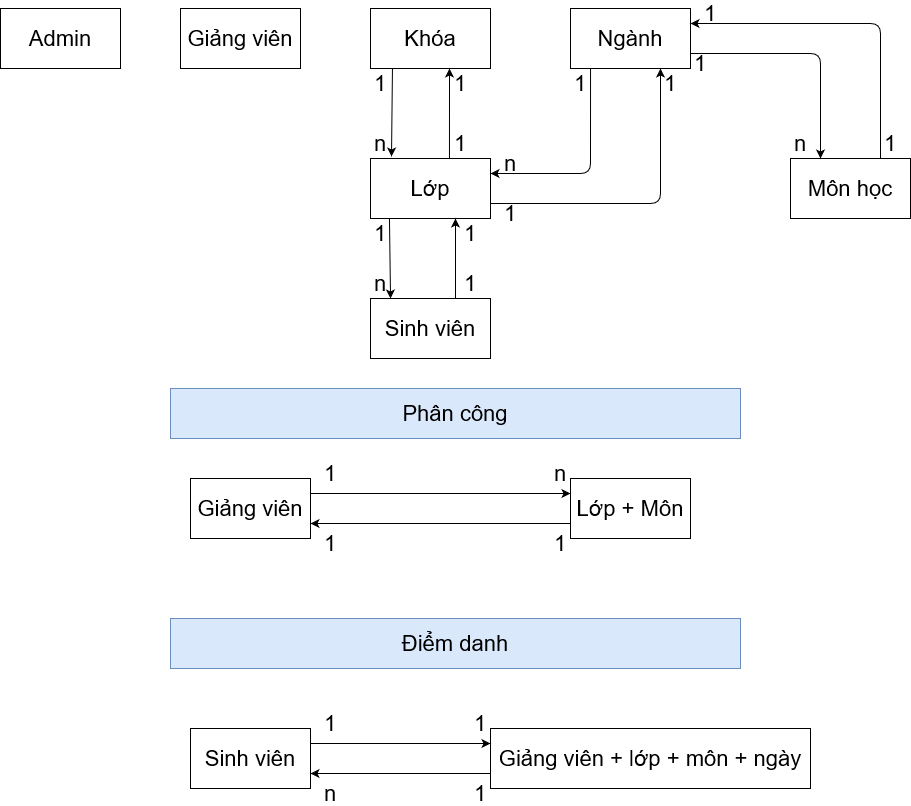 Admin
Giảng viên
Khóa
Ngành
1
1
1
1
1
1
n
1
n
n
1
Lớp
Môn học
1
1
1
n
1
Sinh viên
Phân công
1
n
Giảng viên
Lớp + Môn
1
1
Điểm danh
1
1
Sinh viên
Giảng viên + lớp + môn + ngày
n
1